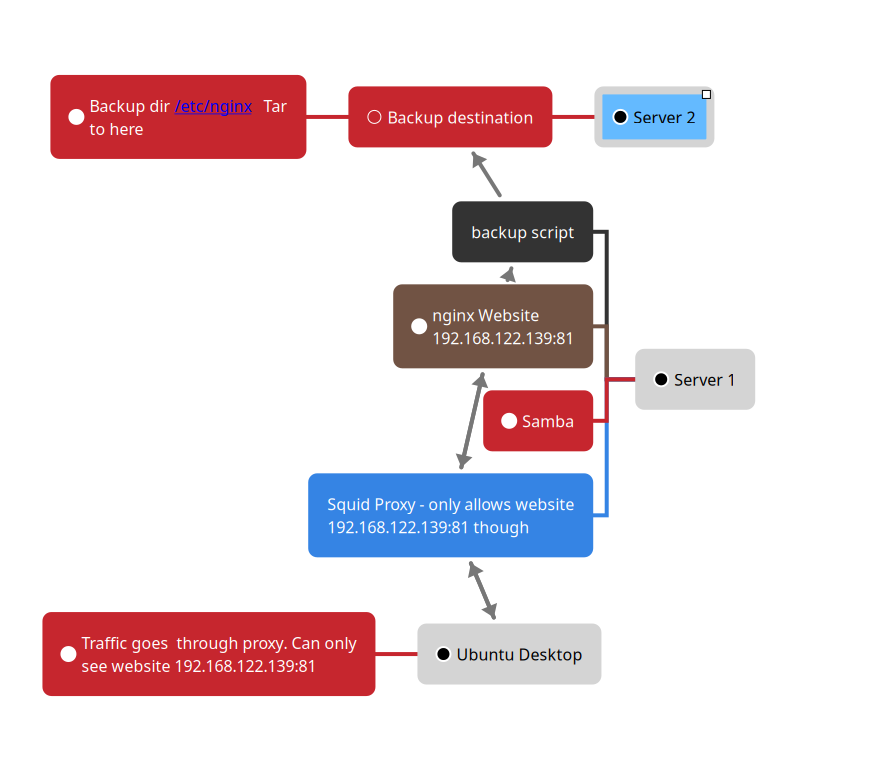 Backup dir /etc/nginx   Tar
to here
Backup destination
Server 2
backup script
nginx Website
192.168.122.139:81
Server 1
Samba
Squid Proxy - only allows website
192.168.122.139:81 though
Traffic goes  through proxy. Can only
see website 192.168.122.139:81
Ubuntu Desktop